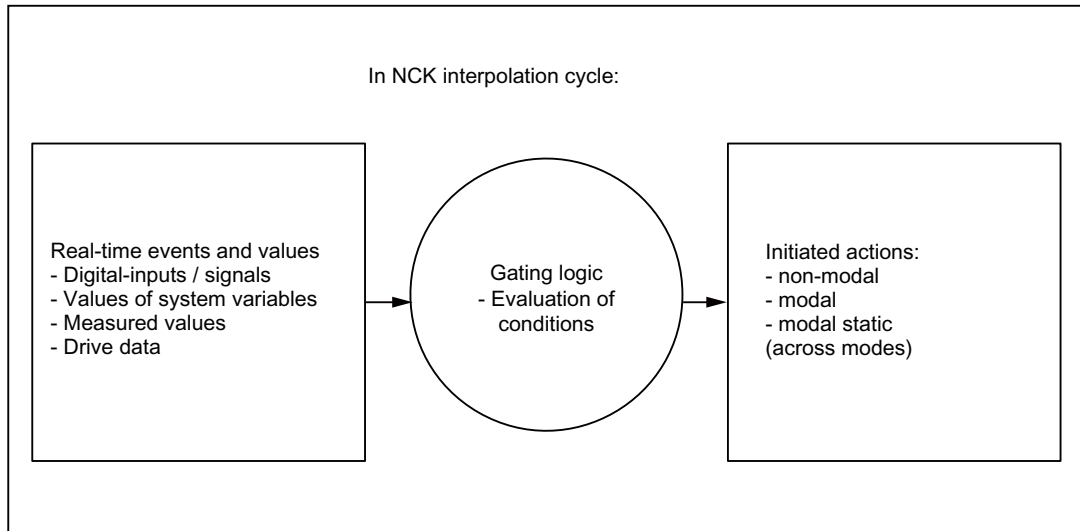 In NCK interpolation cycle:
Real-time events and values
- Digital-inputs / signals
- Values of system variables
- Measured values
- Drive data
Gating logic
- Evaluation of
conditions
Initiated actions:
- non-modal
- modal
- modal static
(across modes)